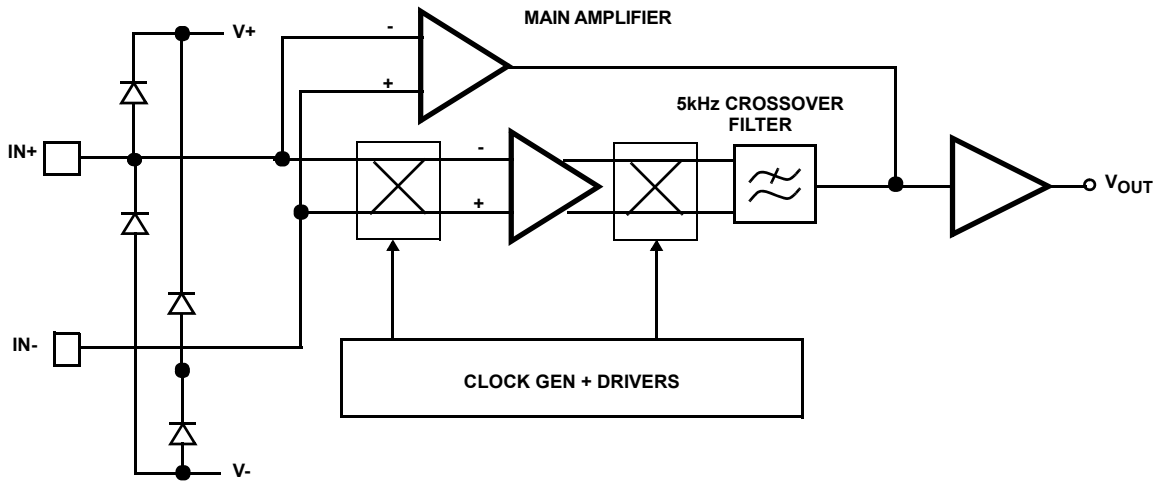 MAIN AMPLIFIER
V+
-
+
5kHz CROSSOVER
FILTER
IN+
-
+
VOUT
IN-
CLOCK GEN + DRIVERS
V-